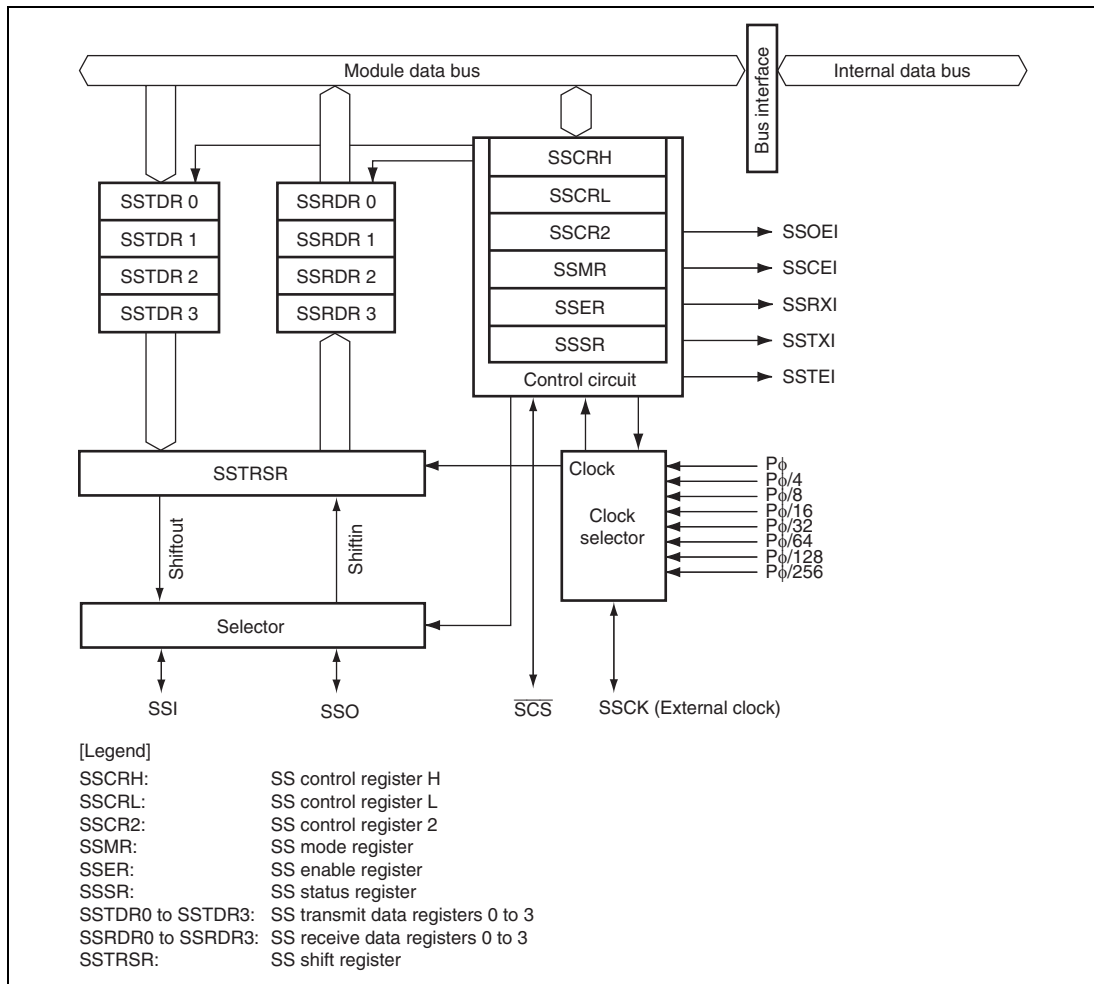 Module data bus
Bus interface
Internal data bus
SSTDR 0
SSTDR 1
SSTDR 2
SSTDR 3
SSRDR 0
SSRDR 1
SSRDR 2
SSRDR 3
SSCRH
SSCRL
SSCR2
SSMR
SSER
SSSR
Control circuit
SSOEI
SSCEI
SSRXI
SSTXI
SSTEI
SSTRSR
Clock
Clock
selector
Pϕ
Pϕ/4
Pϕ/8
Pϕ/16
Pϕ/32
Pϕ/64
Pϕ/128
Pϕ/256
Shiftout
Shiftin
Selector
SSI
SSO
S̅C̅S̅
SSCK (External clock)
[Legend]
SSCRH: SS control register H
SSCRL: SS control register L
SSCR2: SS control register 2
SSMR: SS mode register
SSER: SS enable register
SSSR: SS status register
SSTDR0 to SSTDR3: SS transmit data registers 0 to 3
SSRDR0 to SSRDR3: SS receive data registers 0 to 3
SSTRSR: SS shift register